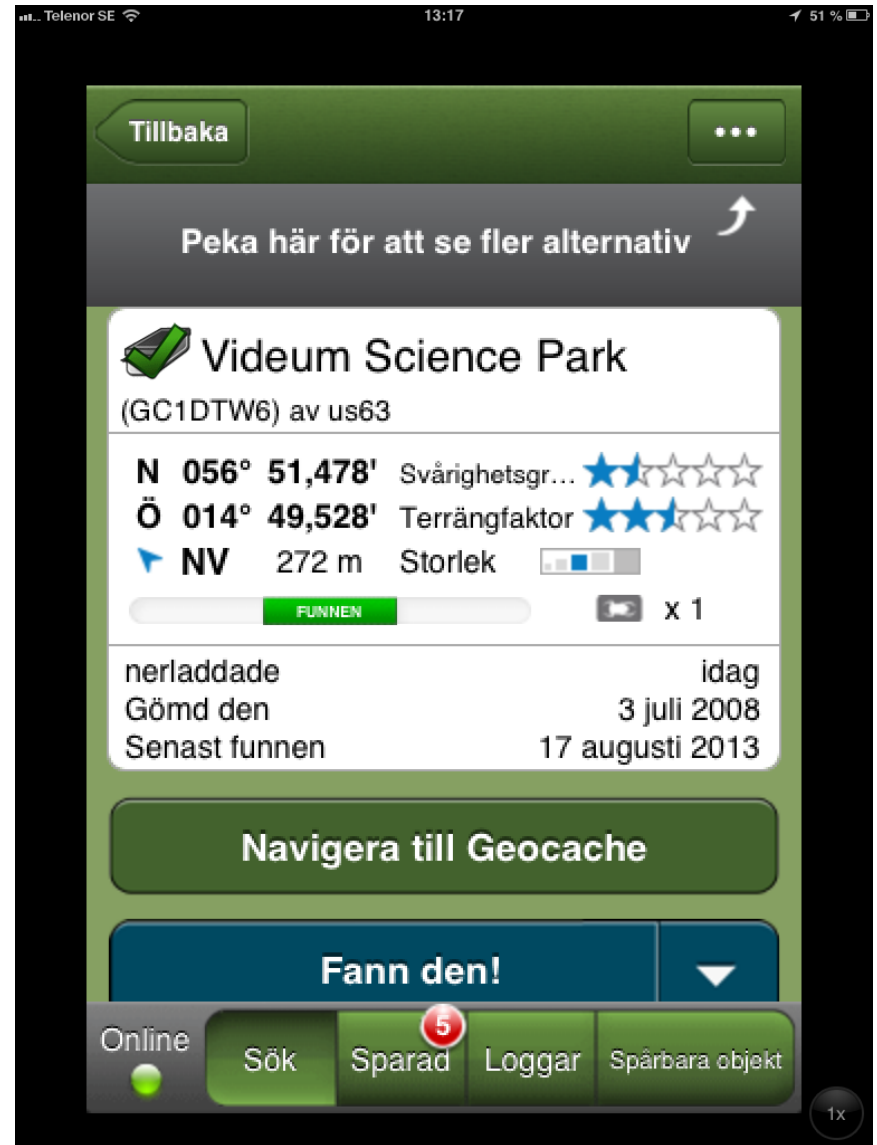 Telenor SE 13:17 51 %
Tillbaka
Peka här för att se fler alternativ
Videum Science Park
(GC1DTW6) av us63
N 056° 51,478' Svårighetsgr...
Ö 014° 49,528' Terrängfaktor
NV 272 m Storlek
FUNNEN x 1
nerladdade idag
Gömd den 3 juli 2008
Senast funnen 17 augusti 2013
Navigera till Geocache
Fann den!
5
Online Sök Sparad Loggar Spårbara objekt
1x